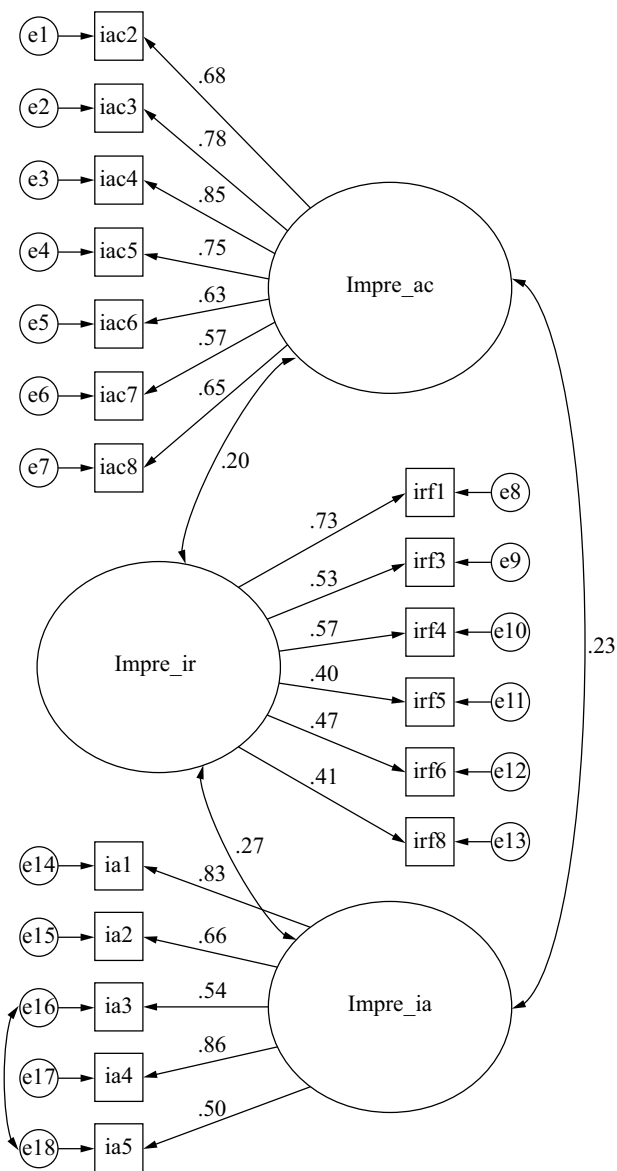 e1 iac2
.68
e2 iac3
.78
e3 iac4
.85
e4 iac5
.75
Impre_ac
e5 iac6
.63
e6 iac7
.57
e7 iac8
.65
.20
irf1 e8
.73
irf3 e9
.53
irf4 e10
.57
.23
Impre_ir
irf5 e11
.40
irf6 e12
.47
irf8 e13
.41
.27
e14 ia1
.83
e15 ia2
.66
e16 ia3
.54
Impre_ia
e17 ia4
.86
e18 ia5
.50